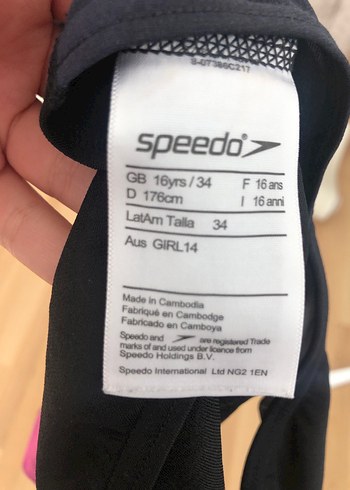 8-07386C217
speedo®
GB 16yrs / 34 F 16 ans
D 176cm I 16 anni
LatAm Talla 34
Aus GIRL14
Made in Cambodia
Fabriqué en Cambodge
Fabricado en Camboya
Speedo and are registered Trade
marks of and used under licence from
Speedo Holdings B.V.
Speedo International Ltd NG2 1EN